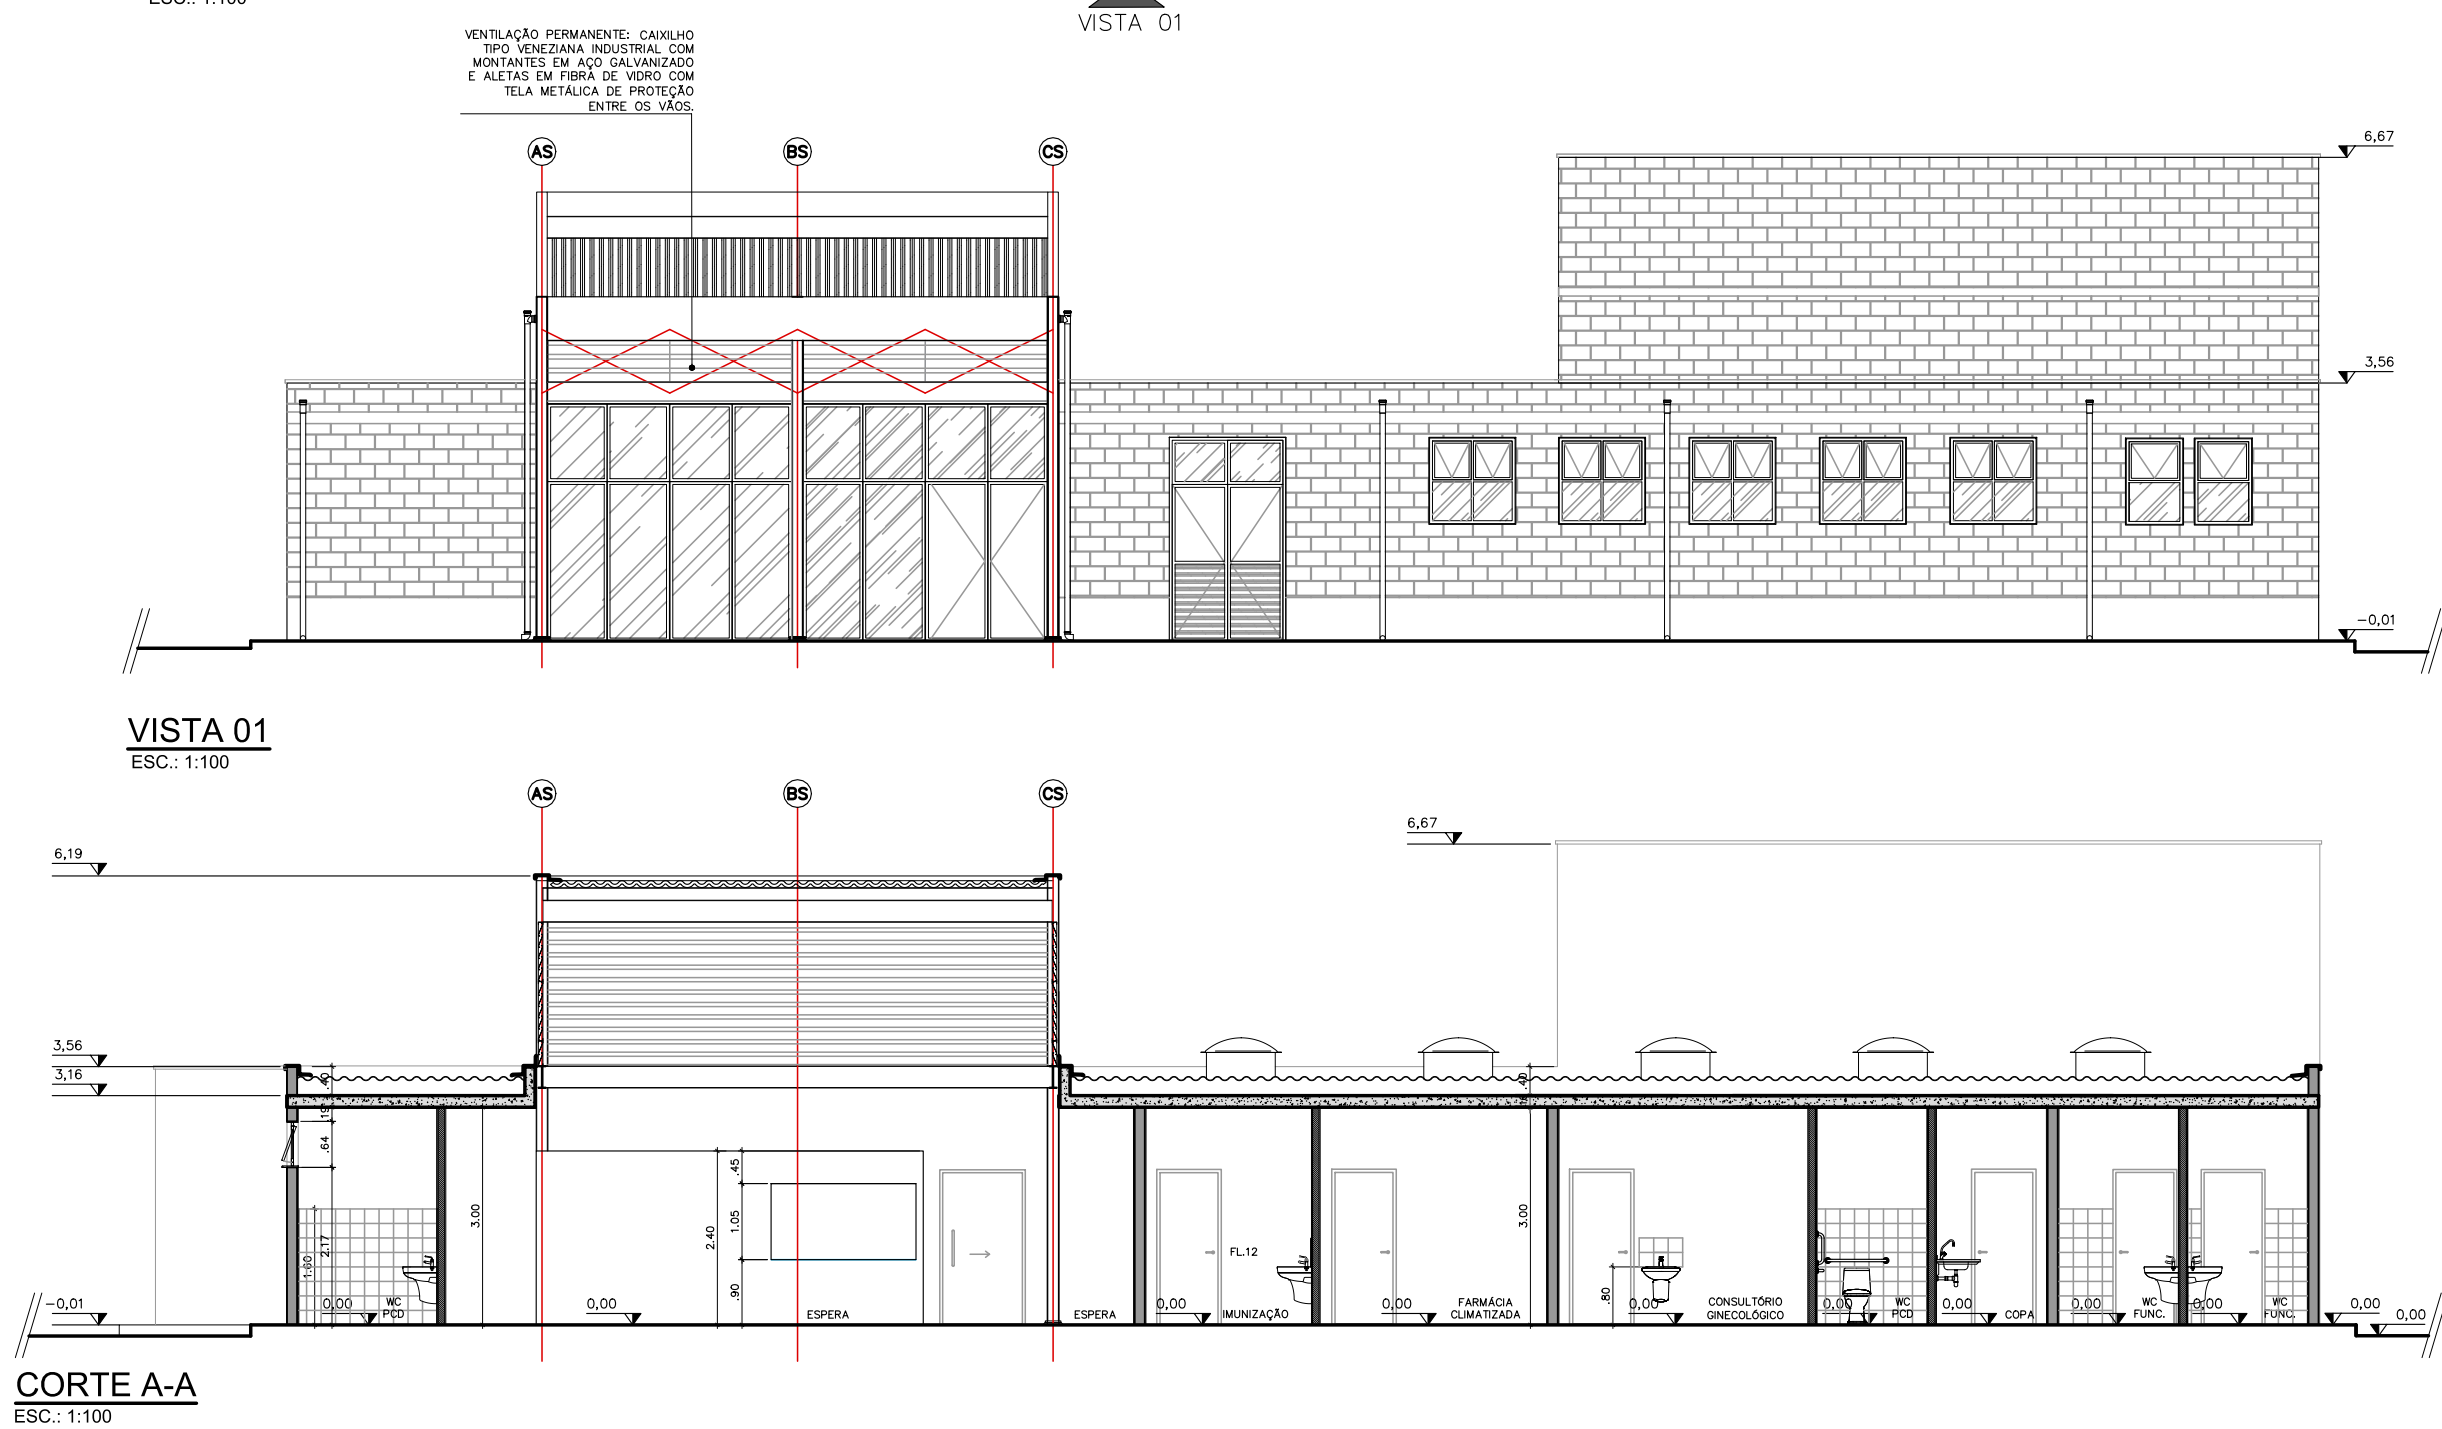 ESC.: 1:100
VISTA 01
VENTILAÇÃO PERMANENTE: CAIXILHO
TIPO VENEZIANA INDUSTRIAL COM
MONTANTES EM AÇO GALVANIZADO
E ALETAS EM FIBRA DE VIDRO COM
TELA METÁLICA DE PROTEÇÃO
ENTRE OS VÃOS.
AS
BS
CS
6,67
3,56
-0,01
VISTA 01
ESC.: 1:100
AS
BS
CS
6,67
6,19
3,56
3,16
.40
.40
.19
.64
.45
3.00
2.40
1.05
3.00
2.17
1.60
FL.12
.90
.80
-0,01
0,00
WC
PCD
0,00
ESPERA
ESPERA
0,00
IMUNIZAÇÃO
0,00
FARMÁCIA
CLIMATIZADA
0,00
CONSULTÓRIO
GINECOLÓGICO
0,00
WC
PCD
0,00
COPA
0,00
WC
FUNC.
0,00
WC
FUNC.
0,00
0,00
CORTE A-A
ESC.: 1:100